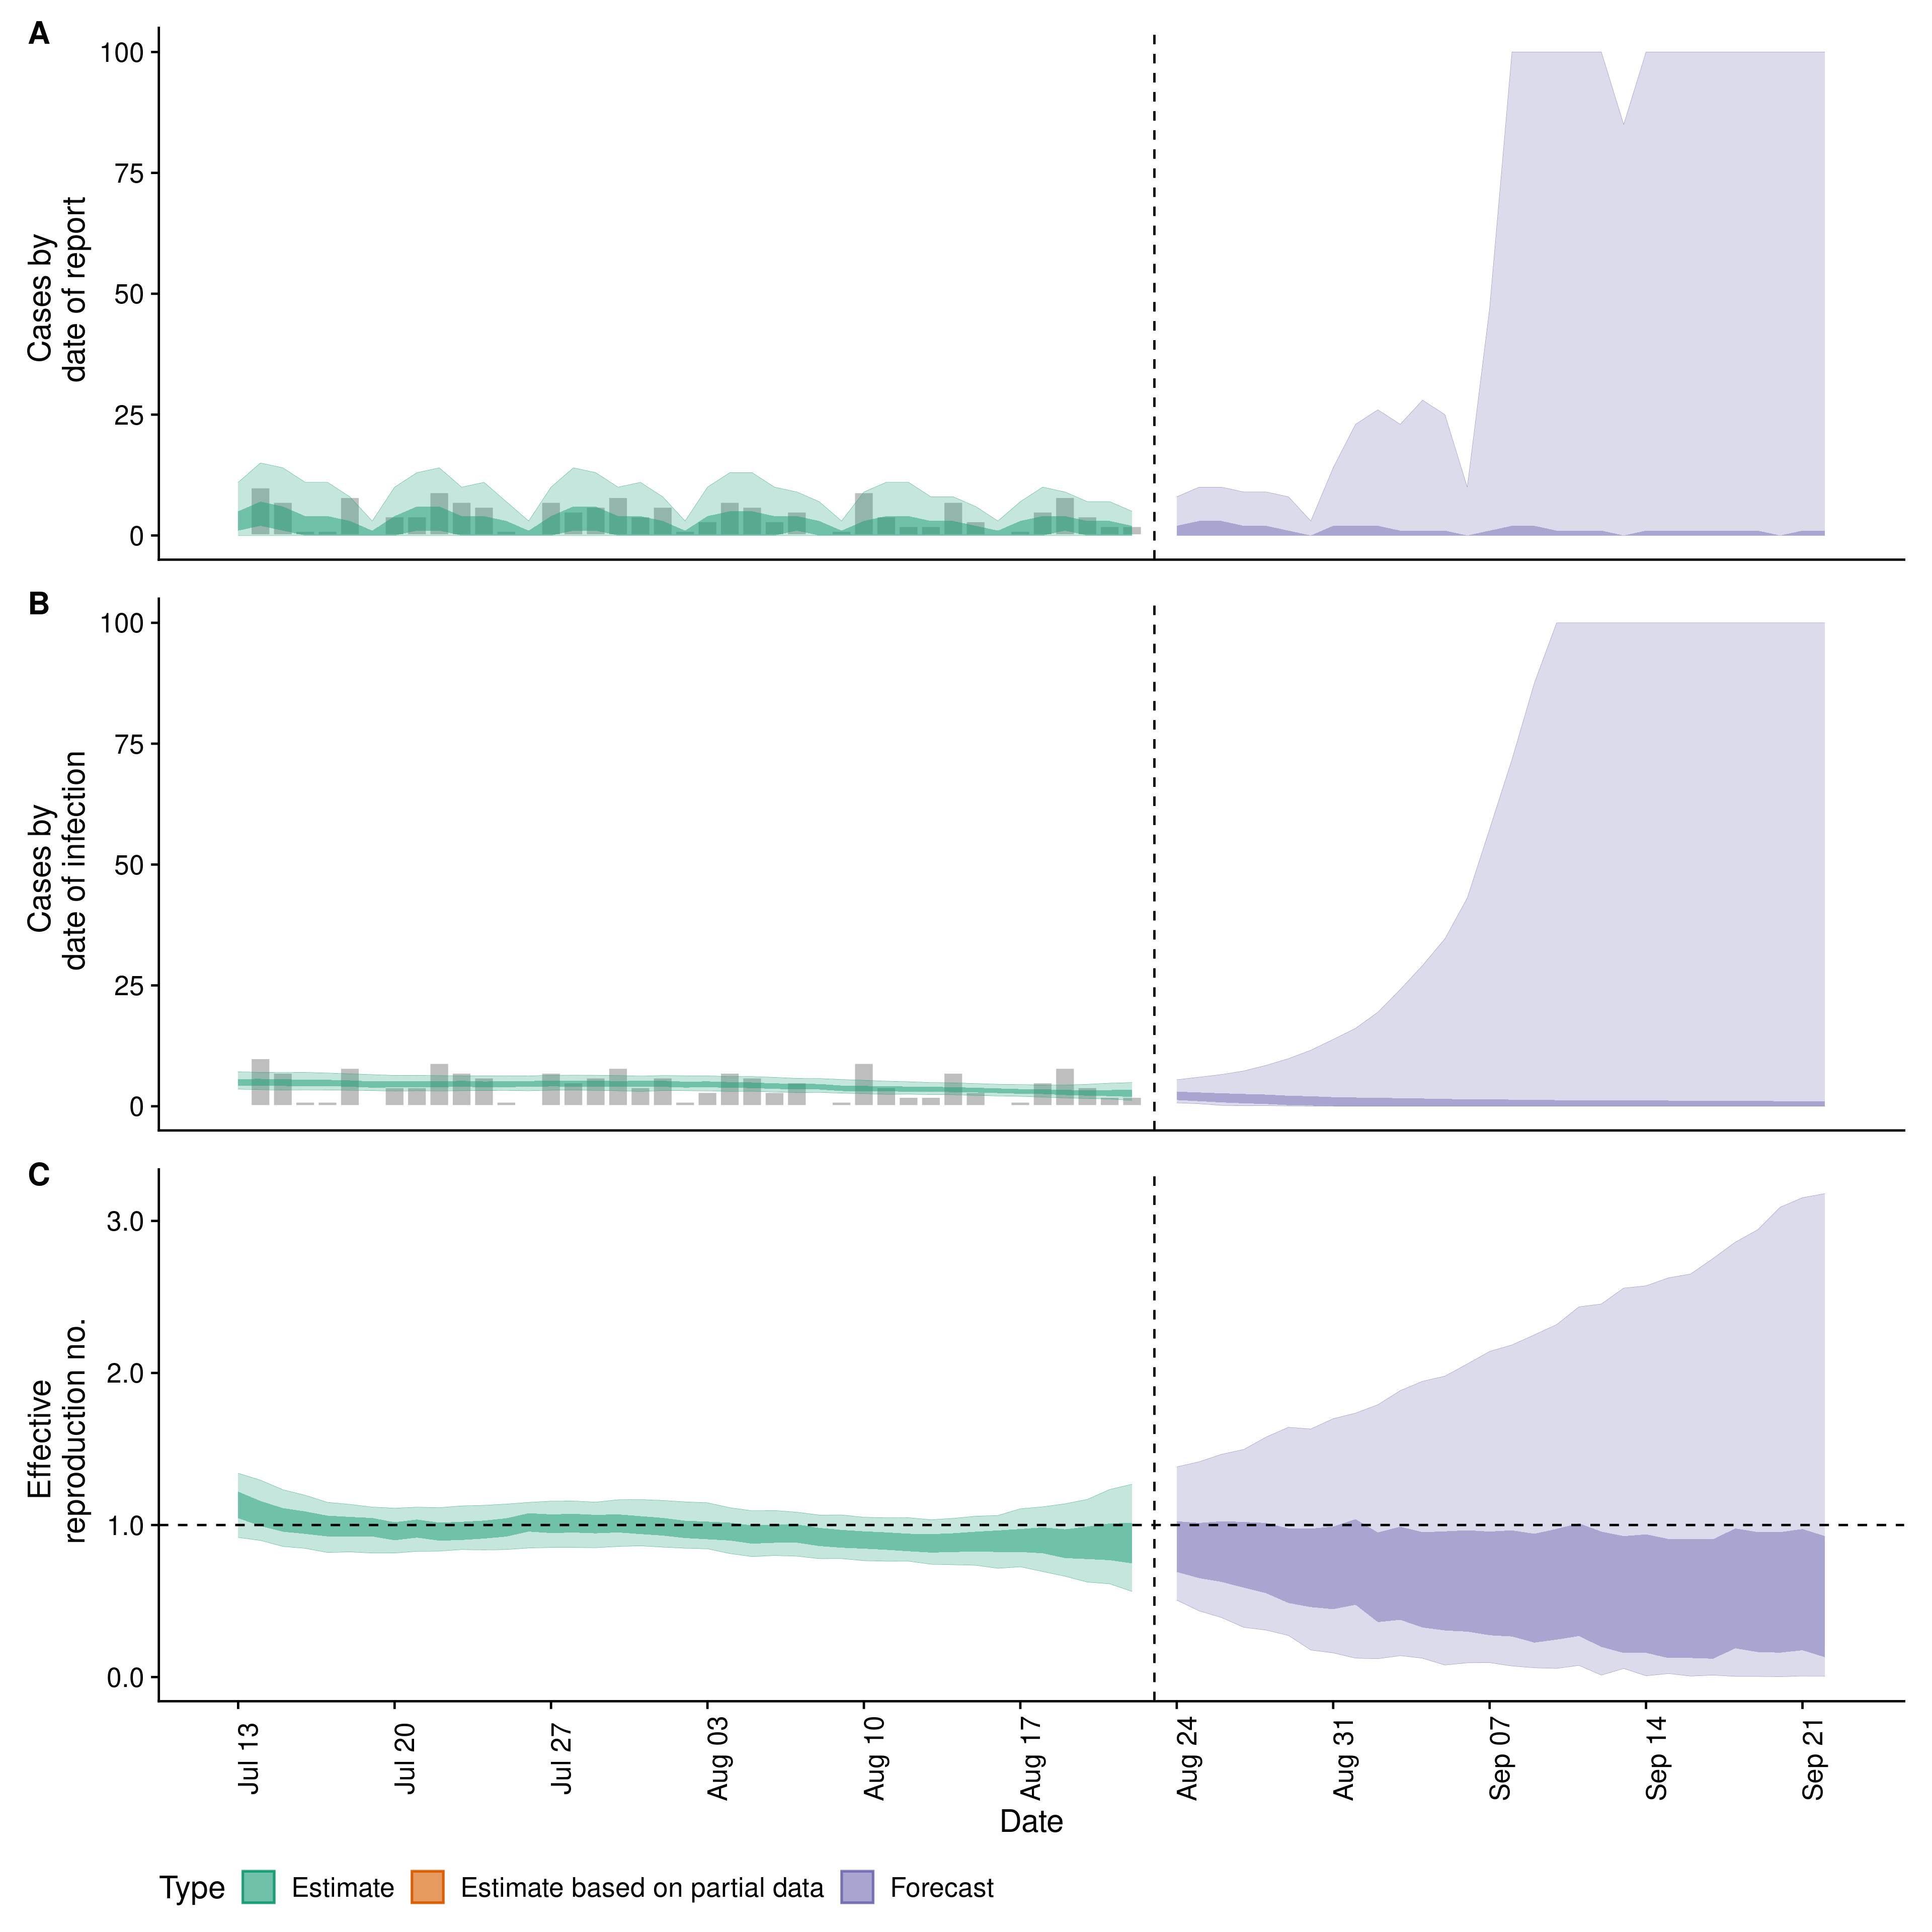 A
100
75
50
25
0
Cases by
date of report
B
100
75
50
25
0
Cases by
date of infection
C
3.0
2.0
1.0
0.0
Effective
reproduction no.
Jul 13
Jul 20
Jul 27
Aug 03
Aug 10
Aug 17
Aug 24
Aug 31
Sep 07
Sep 14
Sep 21
Date
Type Estimate Estimate based on partial data Forecast